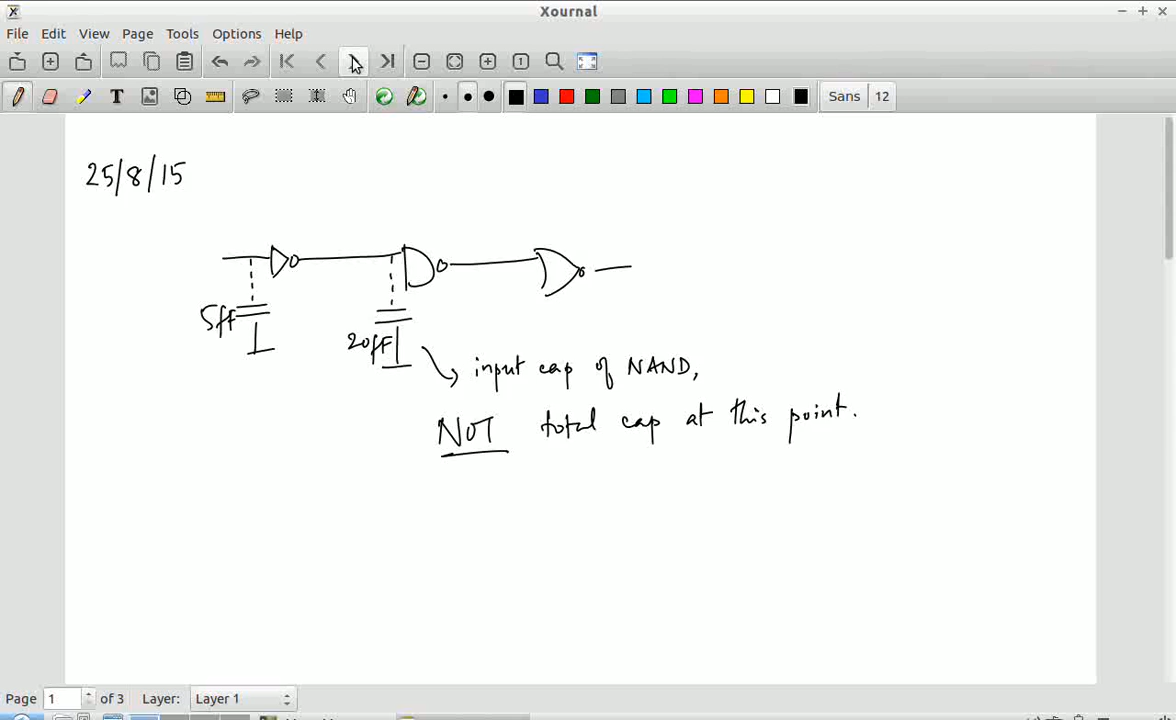 Xournal
File Edit View Page Tools Options Help
Sans 12
25/8/15
5fF
20fF
input cap of NAND,
NOT total cap at this point.
Page 1 of 3 Layer: Layer 1